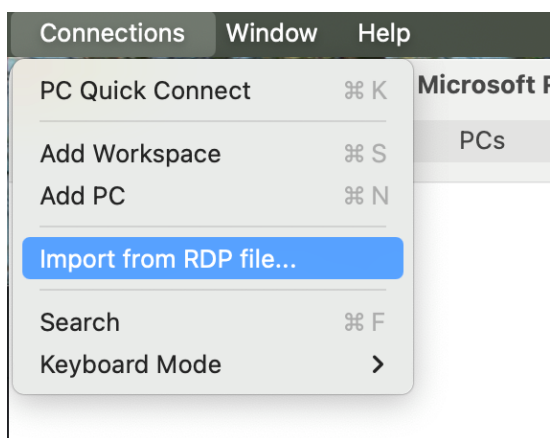 Connections Window Help
PC Quick Connect ⌘ K
Microsoft
PCs
Add Workspace ⌘ S
Add PC ⌘ N
Import from RDP file...
Search ⌘ F
Keyboard Mode